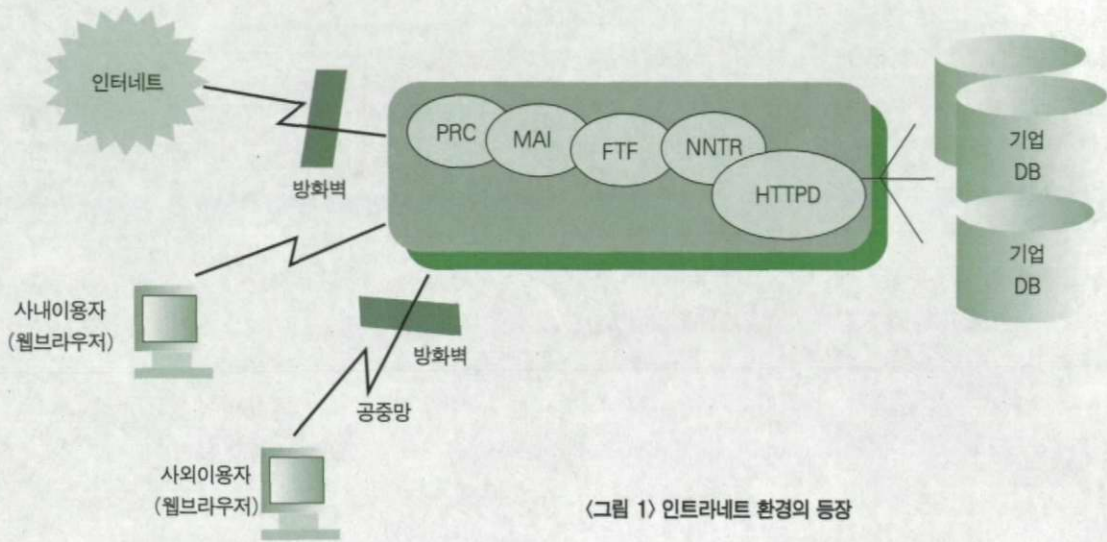 인터네트
방화벽
PRC
MAI
FTF
NNTR
HTTPD
기업
DB
기업
DB
사내이용자
(웹브라우저)
방화벽
공중망
사외이용자
(웹브라우저)
〈그림 1〉 인트라네트 환경의 등장